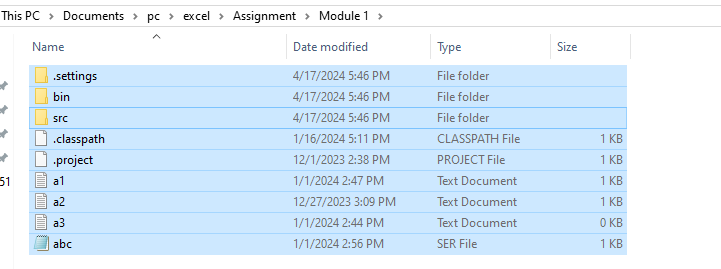 This PC > Documents > pc > excel > Assignment > Module 1 >
Name Date modified Type Size
.settings 4/17/2024 5:46 PM File folder
bin 4/17/2024 5:46 PM File folder
src 4/17/2024 5:46 PM File folder
.classpath 1/16/2024 5:11 PM CLASSPATH File 1 KB
.project 12/1/2023 2:38 PM PROJECT File 1 KB
51 a1 1/1/2024 2:47 PM Text Document 1 KB
a2 12/27/2023 3:09 PM Text Document 1 KB
a3 1/1/2024 2:44 PM Text Document 0 KB
abc 1/1/2024 2:56 PM SER File 1 KB